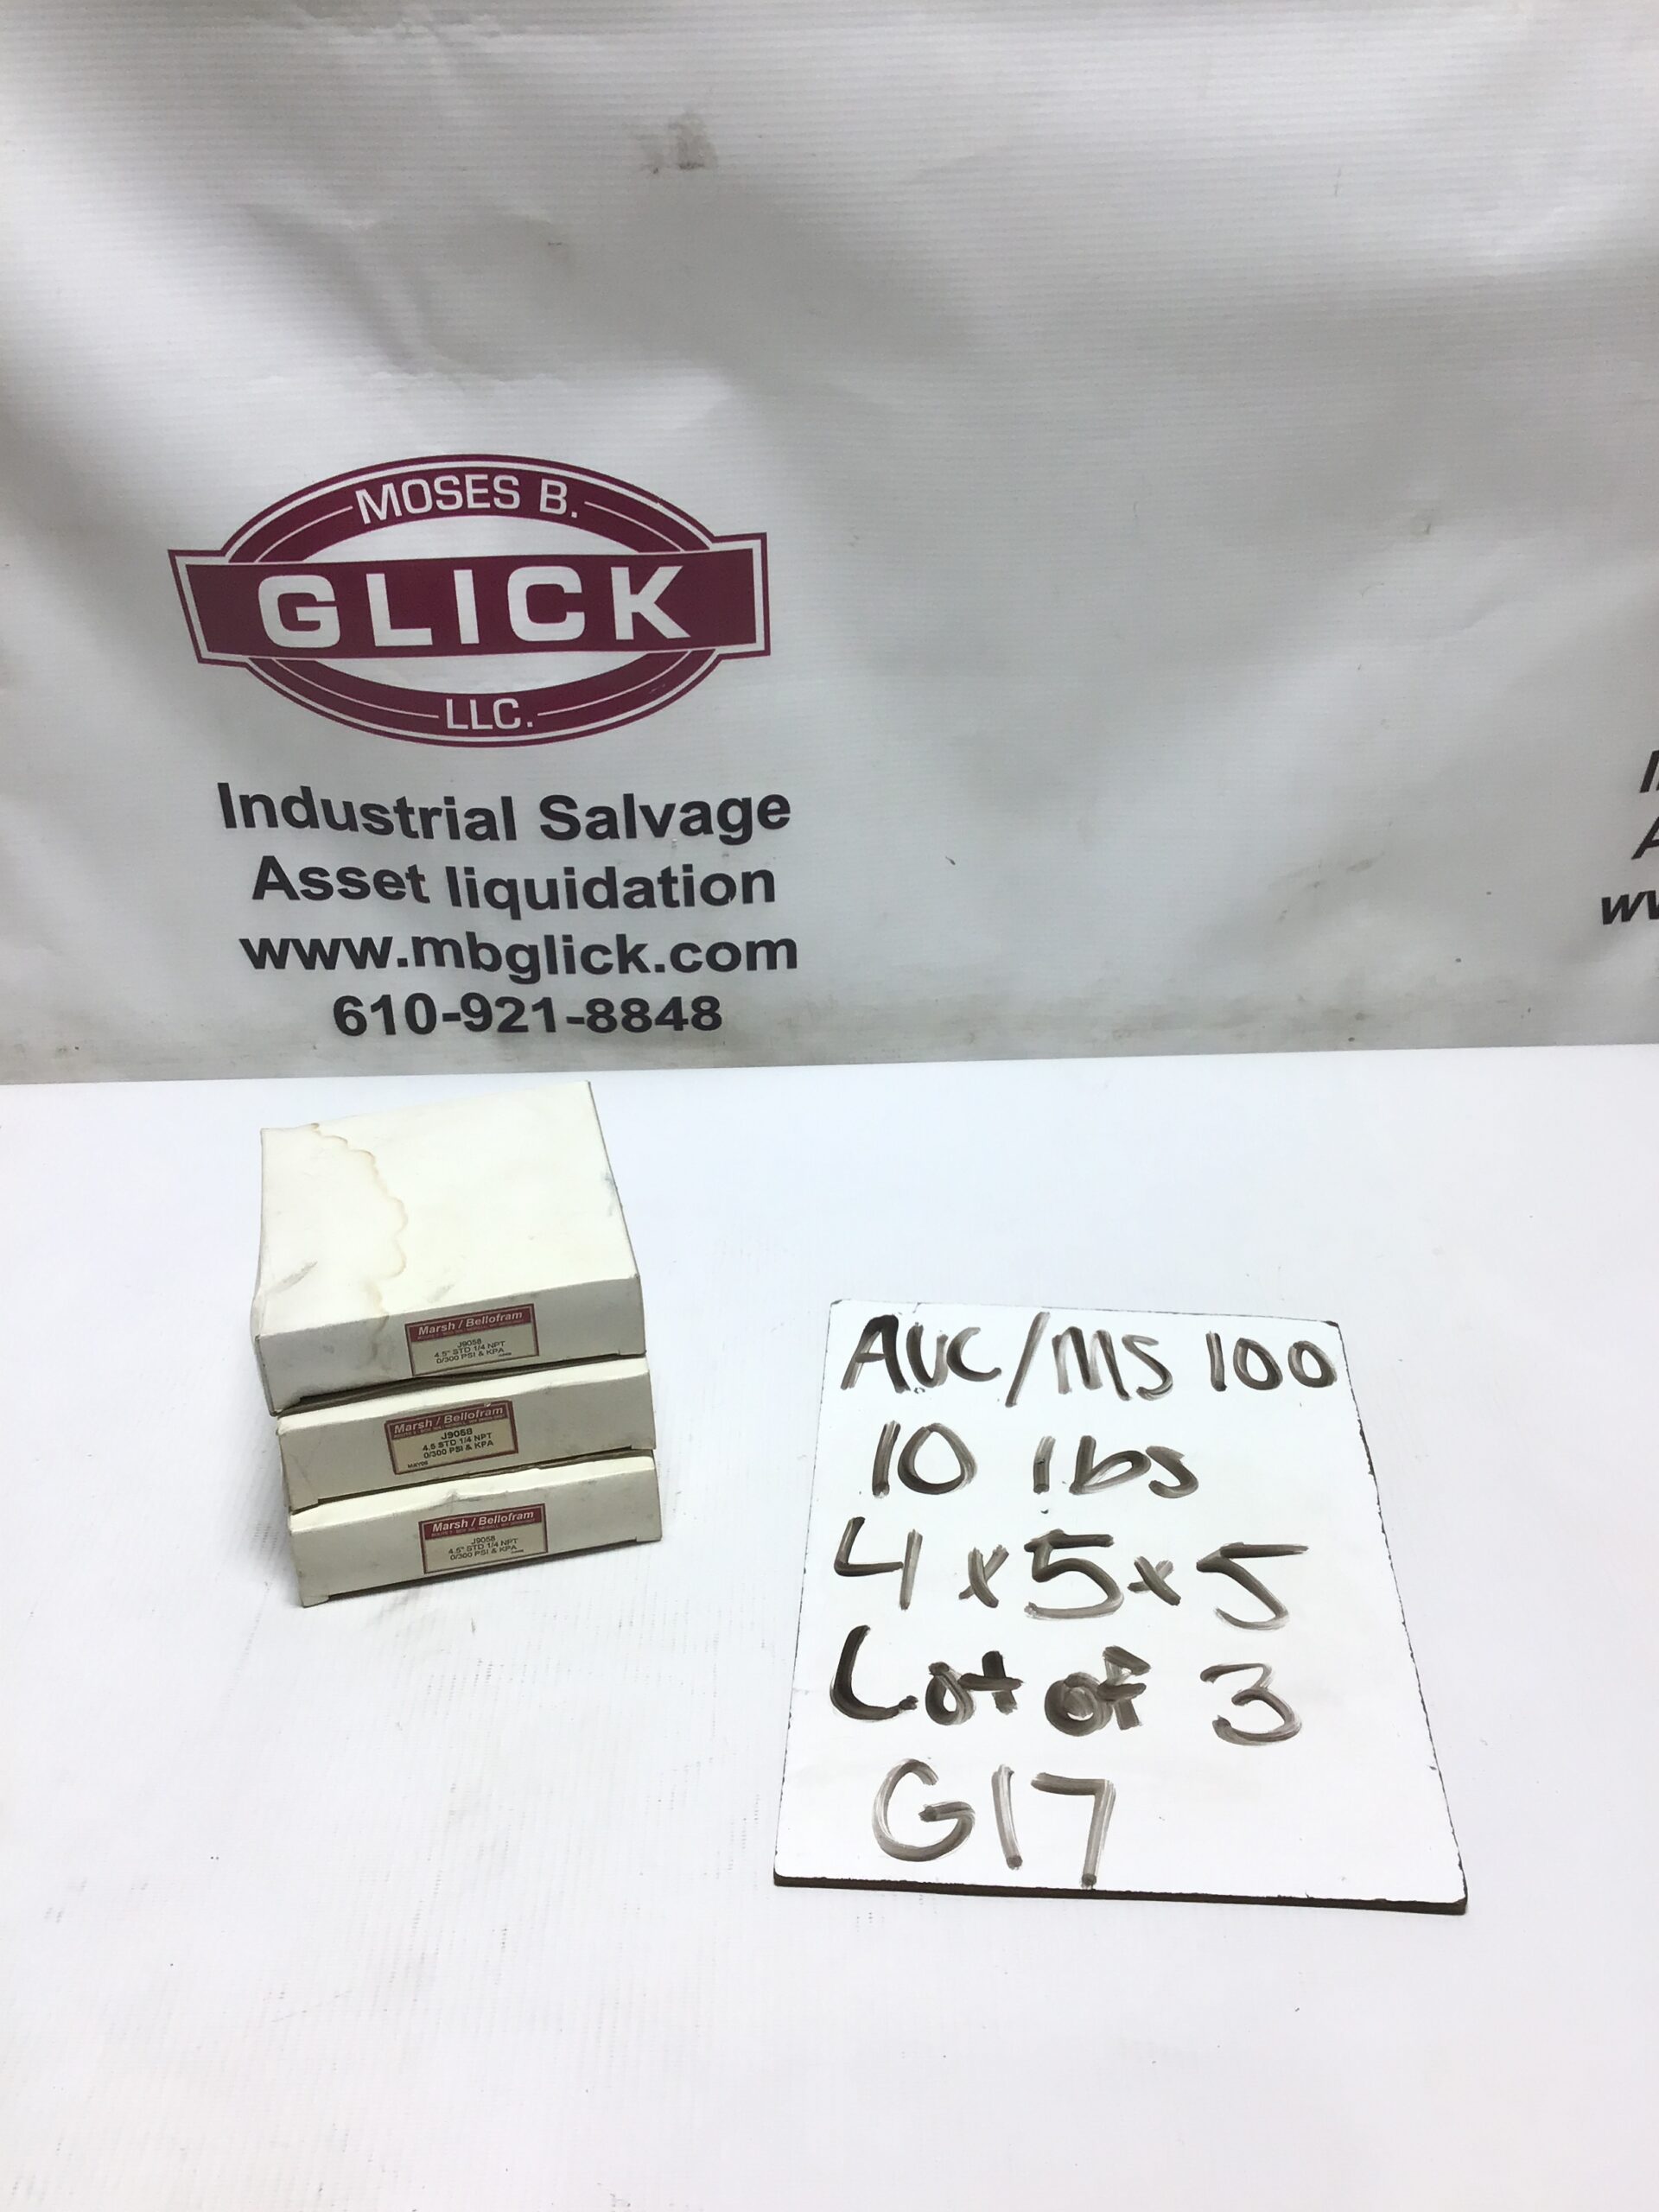 MOSES B.
GLICK
LLC.
Industrial Salvage
Asset liquidation
www.mbglick.com
610-921-8848
Marsh / Bellofram
J9058
4.5" STD 1/4 NPT
0/300 PSI & KPA
Marsh / Bellofram
J9058
4.5 STD 1/4 NPT
0/300 PSI & KPA
Marsh / Bellofram
J9058
4.5" STD 1/4 NPT
0/300 PSI & KPA
AUC/MS 100
10 lbs
4x5x5
Lot of 3
G17